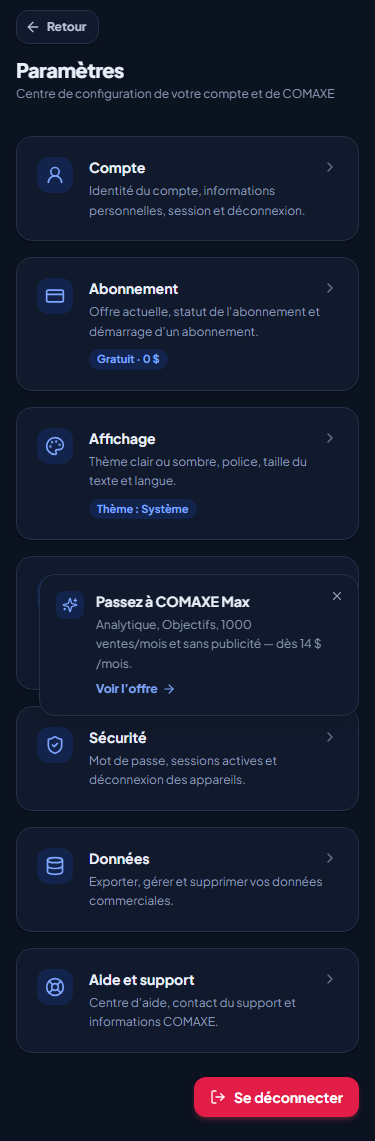 Retour
Paramètres
Centre de configuration de votre compte et de COMAXE
Compte
Identité du compte, informations
personnelles, session et déconnexion.
Abonnement
Offre actuelle, statut de l'abonnement et
démarrage d'un abonnement.
Gratuit · 0 $
Affichage
Thème clair ou sombre, police, taille du
texte et langue.
Thème : Système
Passez à COMAXE Max
Analytique, Objectifs, 1000
ventes/mois et sans publicité — dès 14 $
/mois.
Voir l'offre
Sécurité
Mot de passe, sessions actives et
déconnexion des appareils.
Données
Exporter, gérer et supprimer vos données
commerciales.
Aide et support
Centre d'aide, contact du support et
informations COMAXE.
Se déconnecter